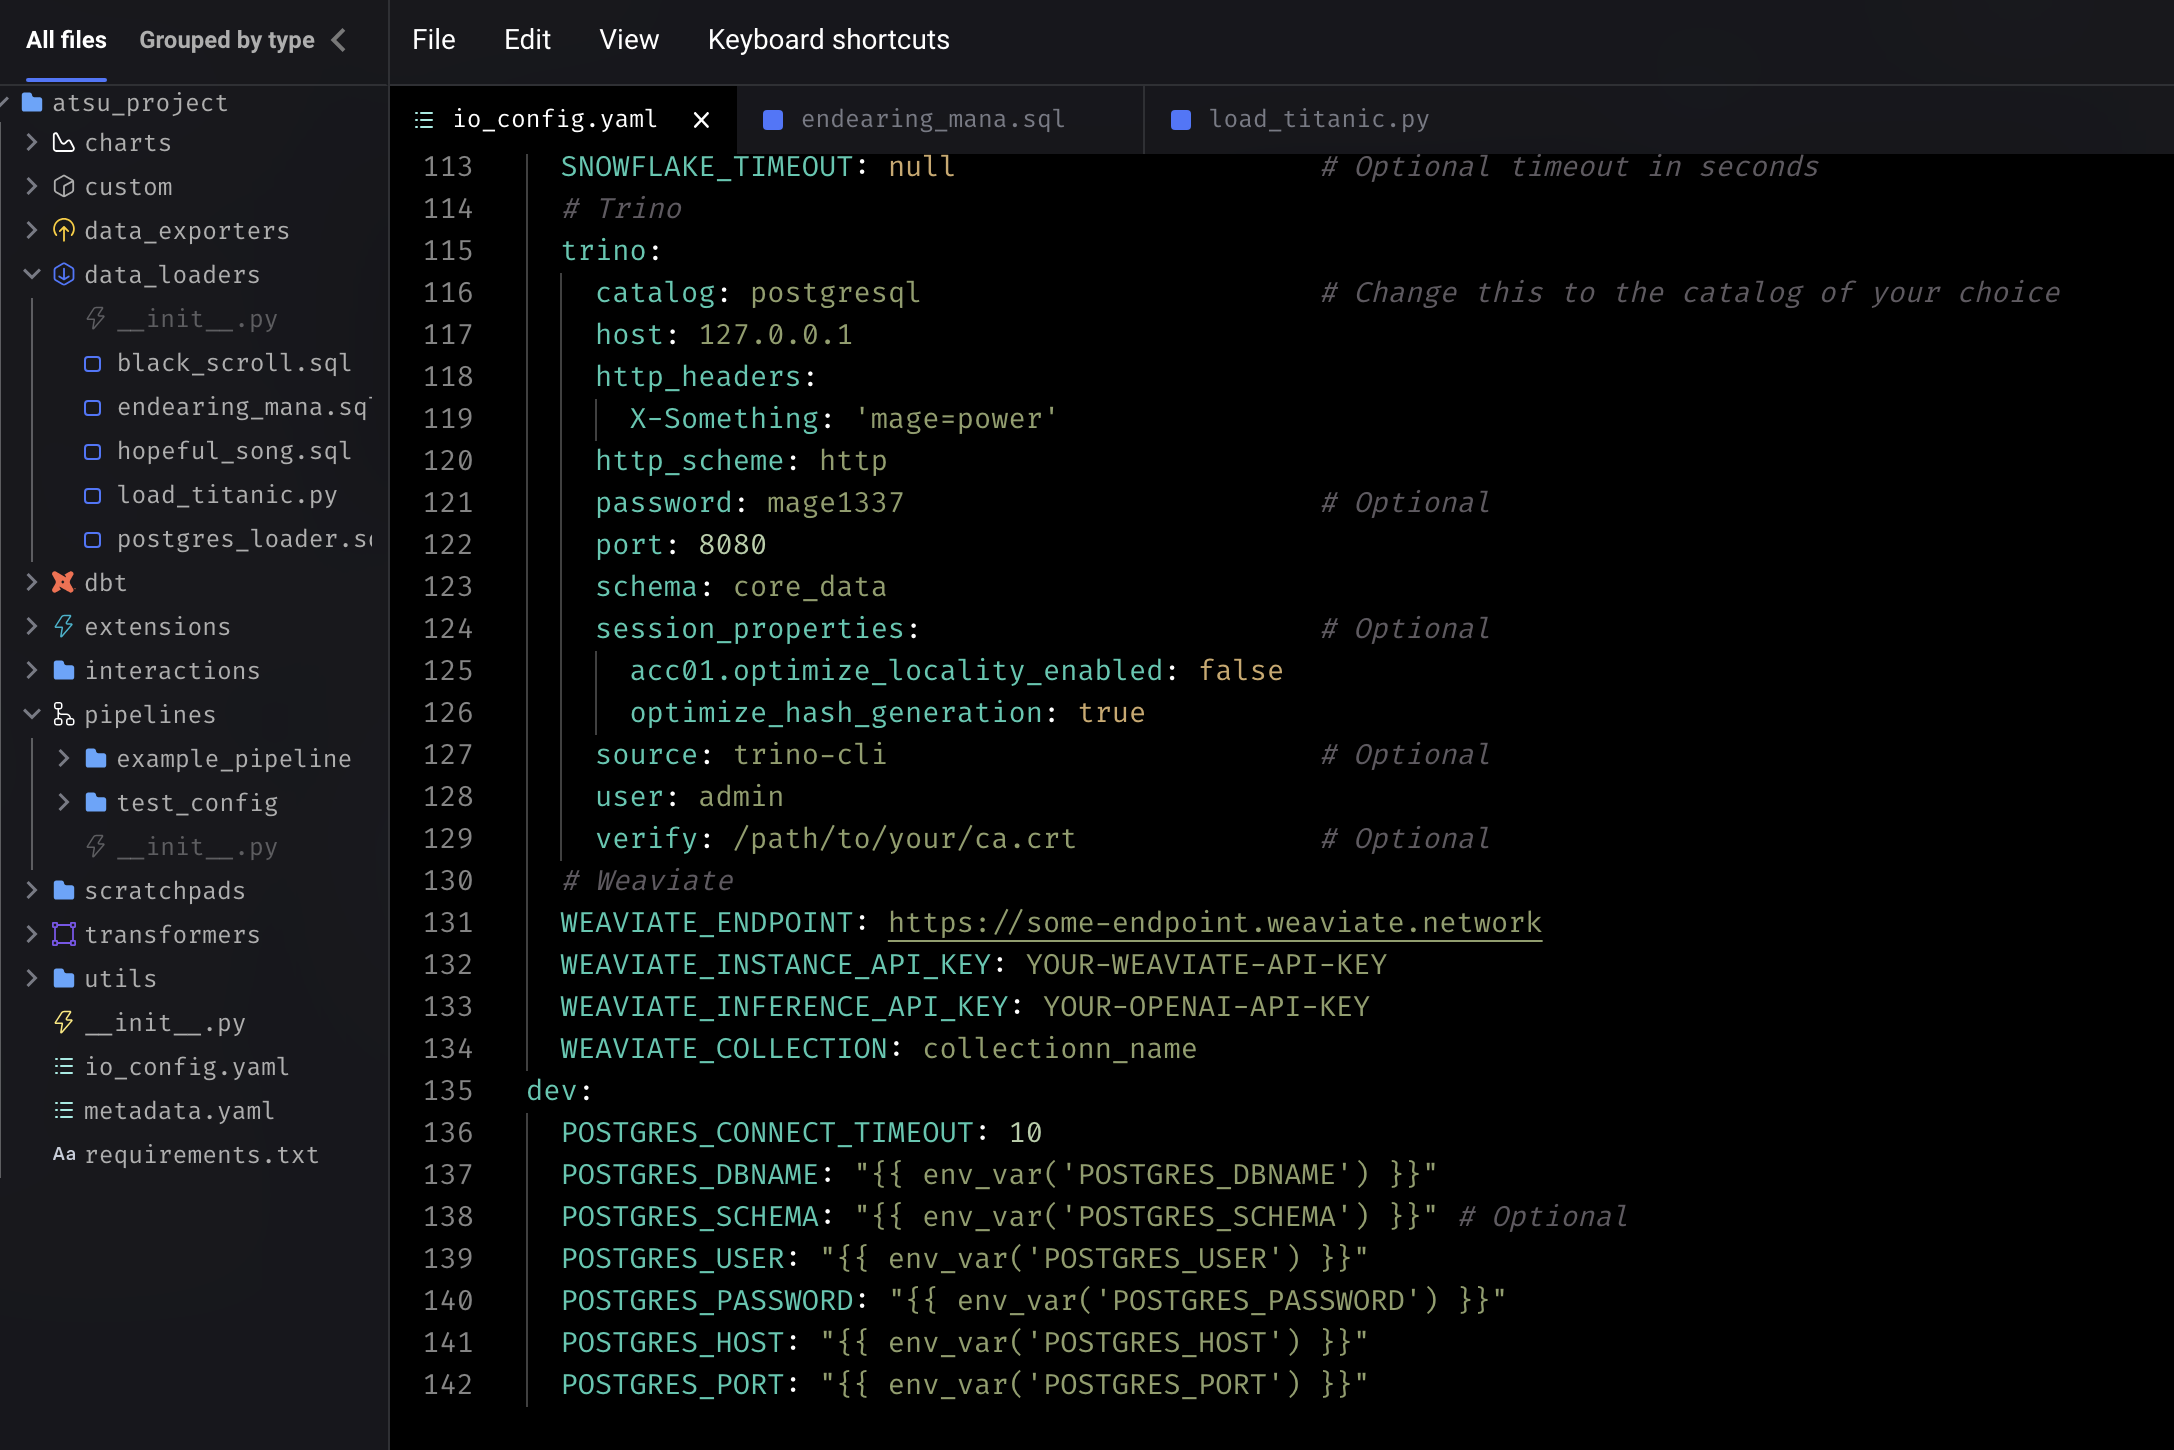 All files
Grouped by type
File
Edit
View
Keyboard shortcuts
atsu_project
charts
custom
data_exporters
data_loaders
__init__.py
black_scroll.sql
endearing_mana.sq
hopeful_song.sql
load_titanic.py
postgres_loader.s
dbt
extensions
interactions
pipelines
example_pipeline
test_config
__init__.py
scratchpads
transformers
utils
__init__.py
io_config.yaml
metadata.yaml
Aa requirements.txt
io_config.yaml
endearing_mana.sql
load_titanic.py
113 SNOWFLAKE_TIMEOUT: null # Optional timeout in seconds
114 # Trino
115 trino:
116 catalog: postgresql # Change this to the catalog of your choice
117 host: 127.0.0.1
118 http_headers:
119 X-Something: 'mage=power'
120 http_scheme: http
121 password: mage1337 # Optional
122 port: 8080
123 schema: core_data
124 session_properties: # Optional
125 acc01.optimize_locality_enabled: false
126 optimize_hash_generation: true
127 source: trino-cli # Optional
128 user: admin
129 verify: /path/to/your/ca.crt # Optional
130 # Weaviate
131 WEAVIATE_ENDPOINT: https://some-endpoint.weaviate.network
132 WEAVIATE_INSTANCE_API_KEY: YOUR-WEAVIATE-API-KEY
133 WEAVIATE_INFERENCE_API_KEY: YOUR-OPENAI-API-KEY
134 WEAVIATE_COLLECTION: collectionn_name
135 dev:
136 POSTGRES_CONNECT_TIMEOUT: 10
137 POSTGRES_DBNAME: "{{ env_var('POSTGRES_DBNAME') }}"
138 POSTGRES_SCHEMA: "{{ env_var('POSTGRES_SCHEMA') }}" # Optional
139 POSTGRES_USER: "{{ env_var('POSTGRES_USER') }}"
140 POSTGRES_PASSWORD: "{{ env_var('POSTGRES_PASSWORD') }}"
141 POSTGRES_HOST: "{{ env_var('POSTGRES_HOST') }}"
142 POSTGRES_PORT: "{{ env_var('POSTGRES_PORT') }}"